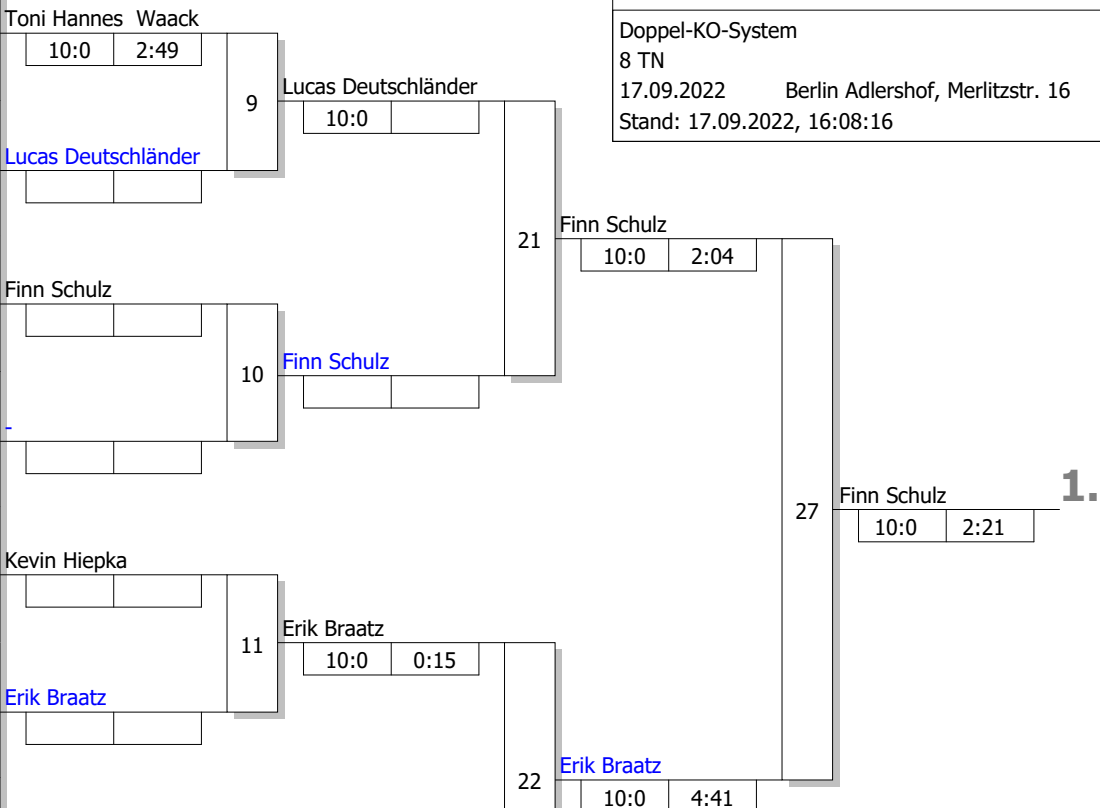 Toni Hannes Waack
10:0 2:49
9
Lucas Deutschländer
10:0
Lucas Deutschländer
Doppel-KO-System
8 TN
17.09.2022 Berlin Adlershof, Merlitzstr. 16
Stand: 17.09.2022, 16:08:16
21
Finn Schulz
10:0 2:04
Finn Schulz
10
Finn Schulz
-
27
Finn Schulz
1.
10:0 2:21
Kevin Hiepka
11
Erik Braatz
10:0 0:15
Erik Braatz
22
Erik Braatz
10:0 4:41